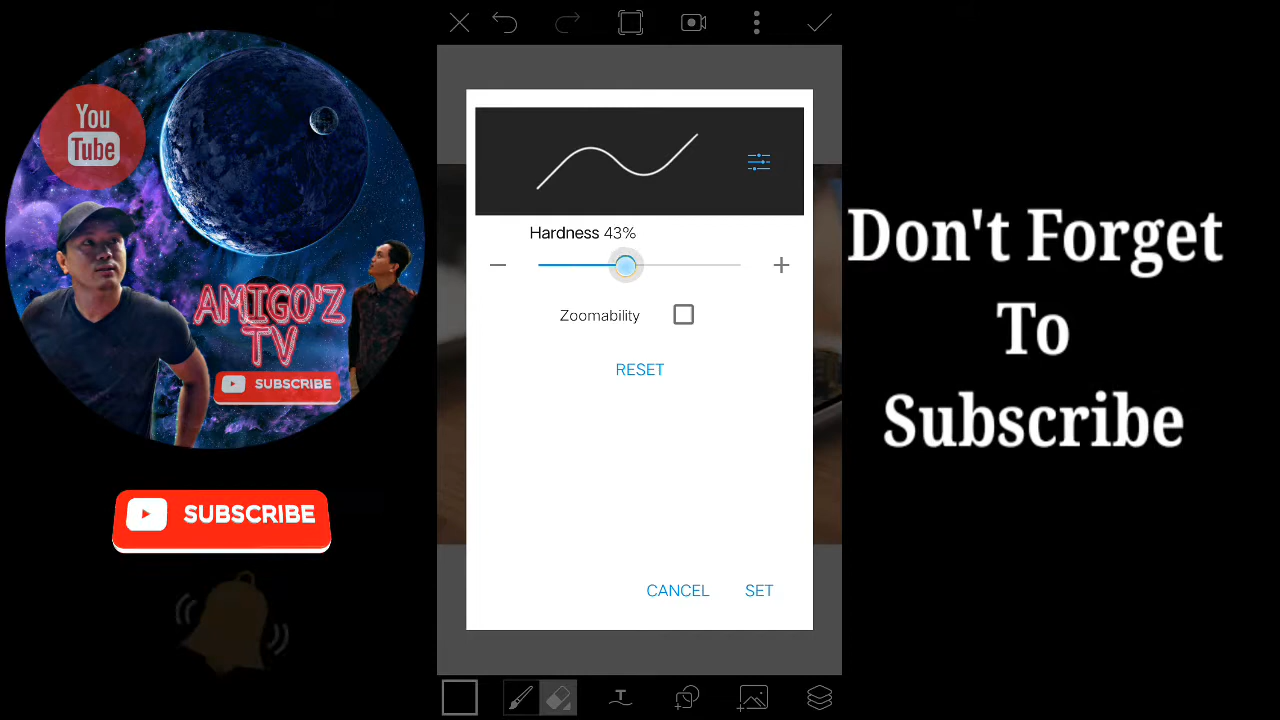 You
Tube
AMIGO'Z
TV
SUBSCRIBE
SUBSCRIBE
Hardness 43%
Zoomability
RESET
CANCEL
SET
T
Don't Forget
To
Subscribe